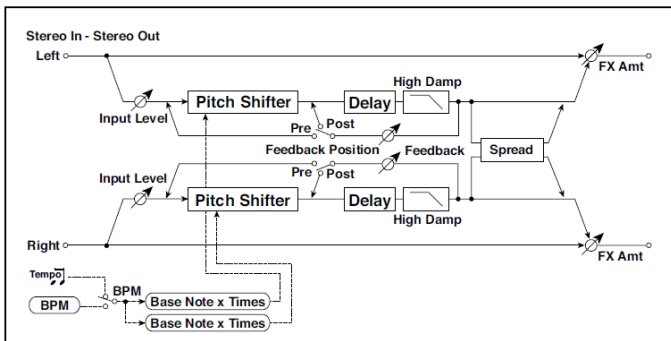 Stereo In - Stereo Out
Left
FX Amt
High Damp
Pitch Shifter
Delay
Input Level
Post
Pre
Feedback Position
Feedback
Spread
Pre
Post
Input Level
Pitch Shifter
Delay
High Damp
Right
FX Amt
Tempo
BPM
BPM
Base Note x Times
Base Note x Times